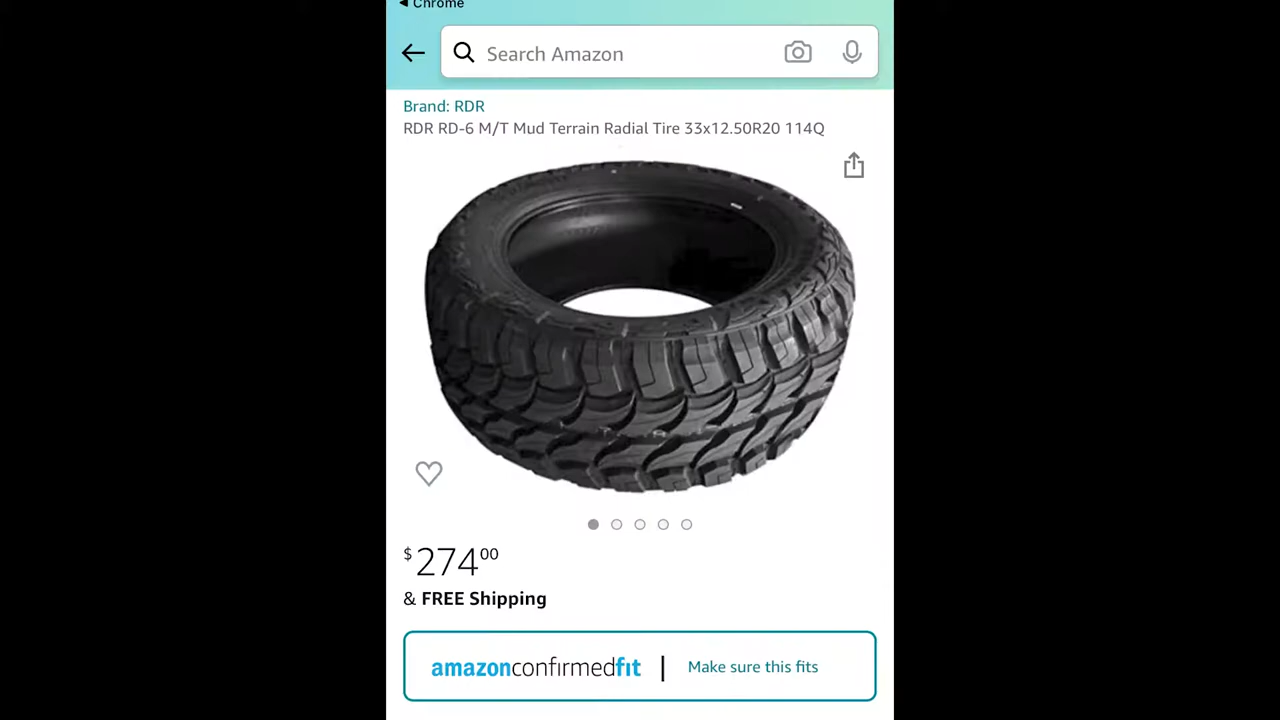 ◀ Chrome
Search Amazon
Brand: RDR
RDR RD-6 M/T Mud Terrain Radial Tire 33x12.50R20 114Q
$274.00
& FREE Shipping
amazonconfirmedfit | Make sure this fits